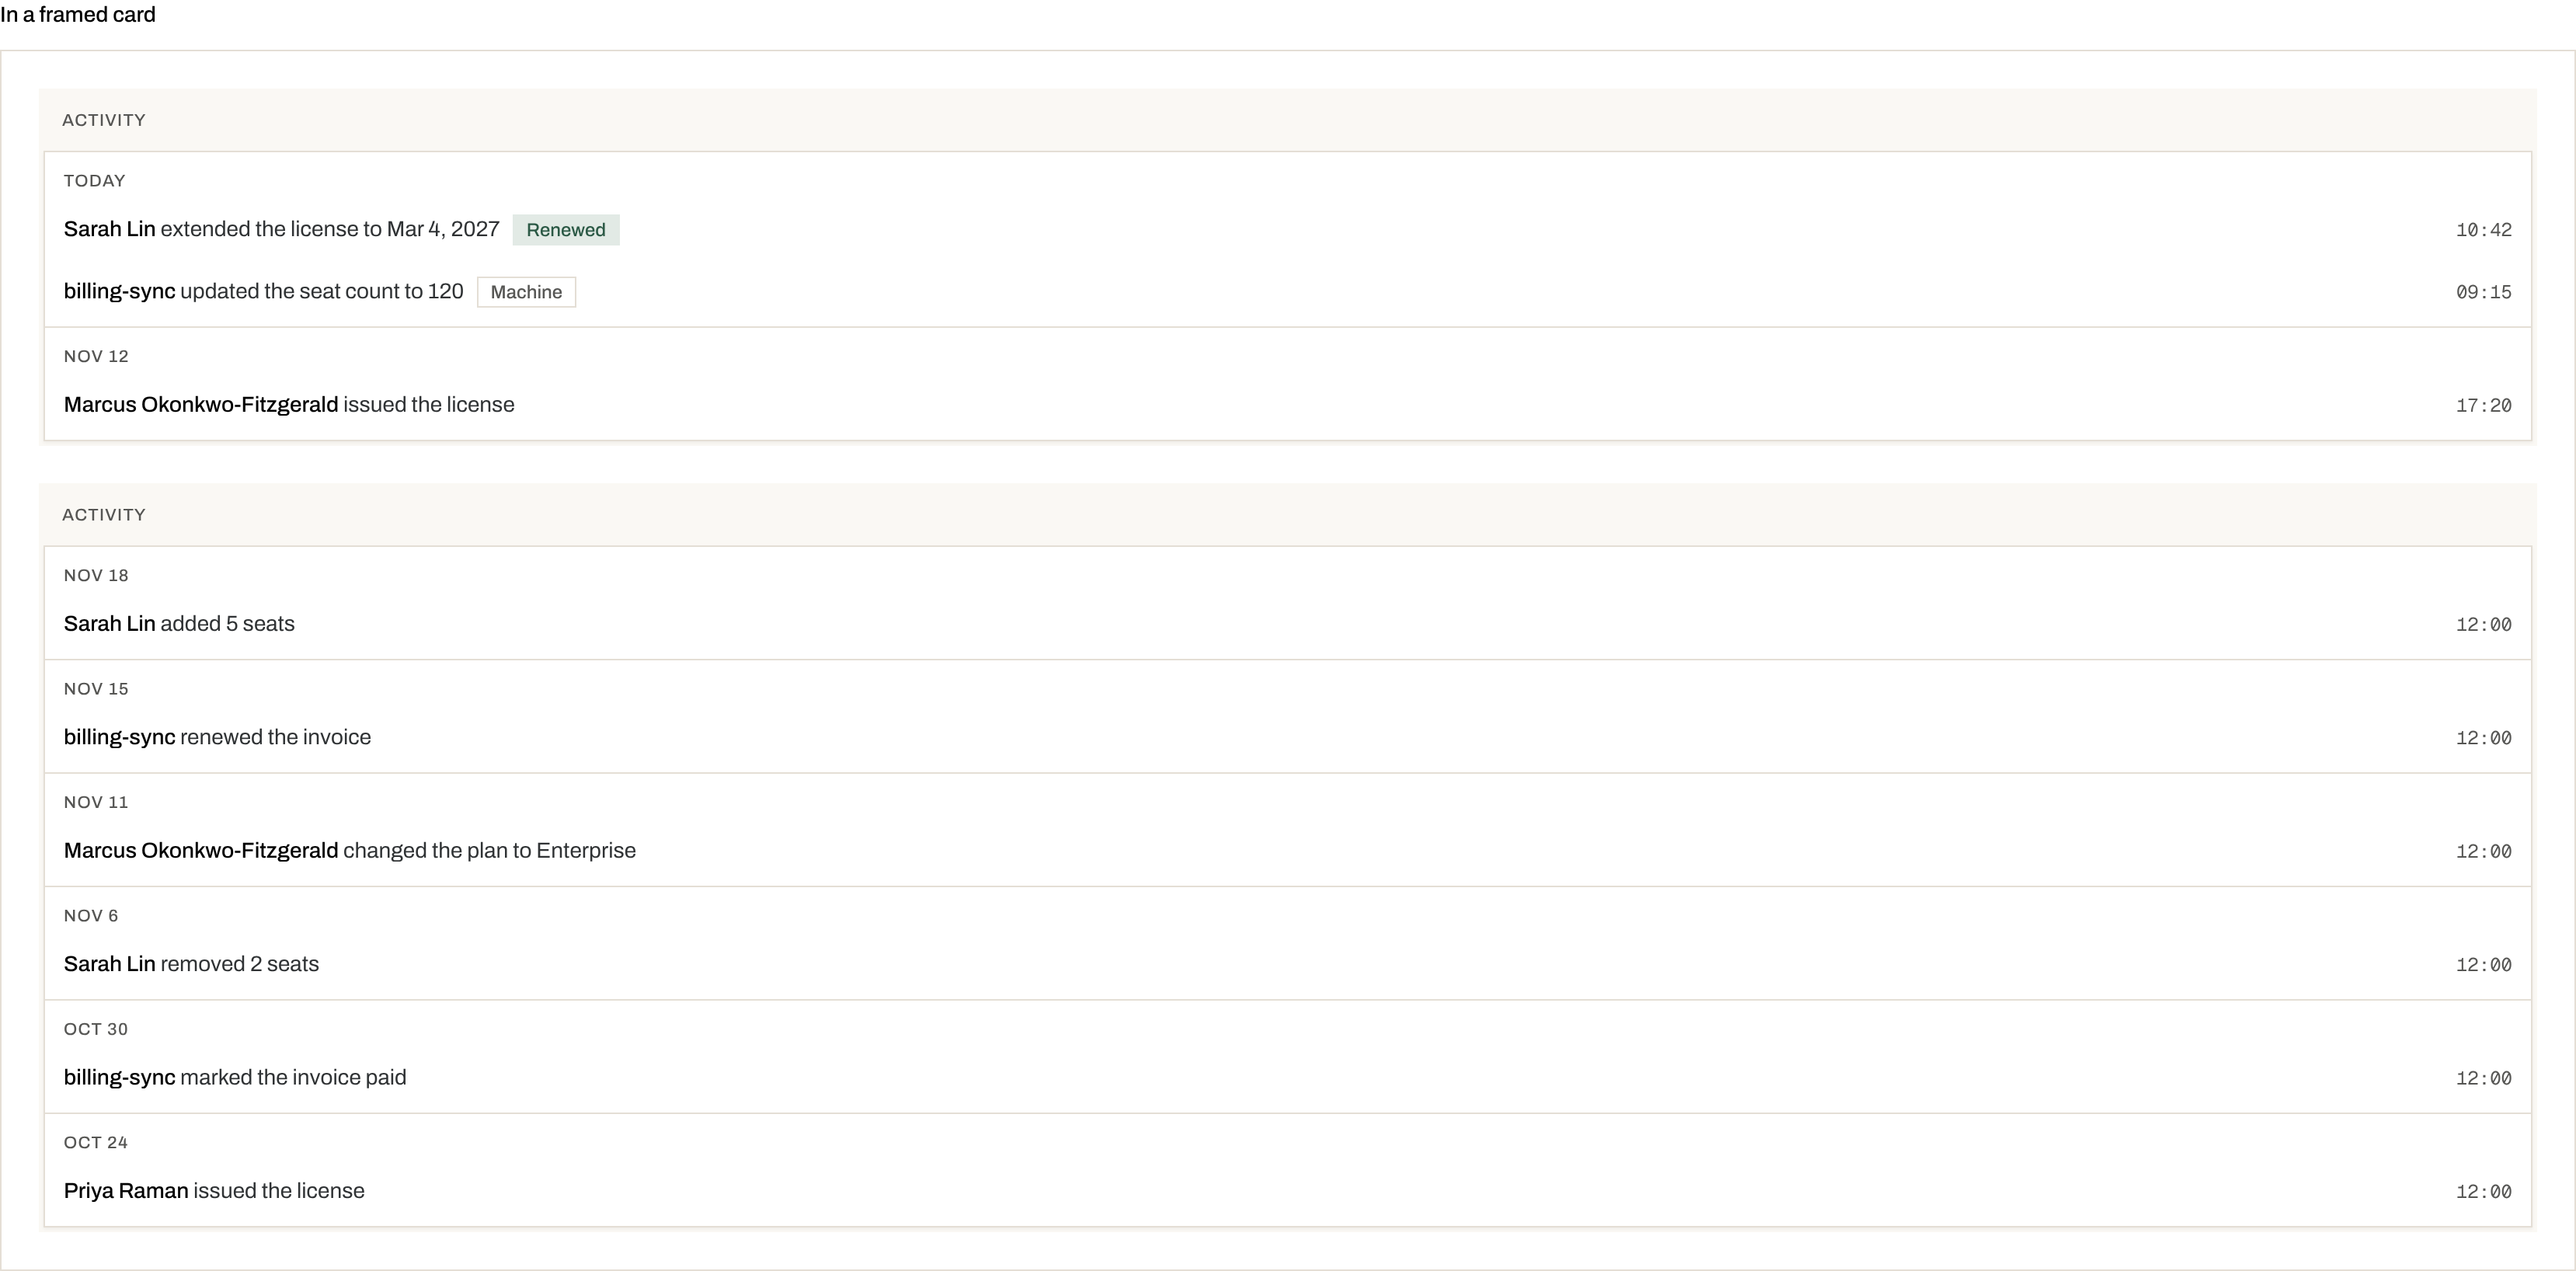 In a framed card
ACTIVITY
TODAY
Sarah Lin extended the license to Mar 4, 2027 Renewed 10:42
billing-sync updated the seat count to 120 Machine 09:15
NOV 12
Marcus Okonkwo-Fitzgerald issued the license 17:20
ACTIVITY
NOV 18
Sarah Lin added 5 seats 12:00
NOV 15
billing-sync renewed the invoice 12:00
NOV 11
Marcus Okonkwo-Fitzgerald changed the plan to Enterprise 12:00
NOV 6
Sarah Lin removed 2 seats 12:00
OCT 30
billing-sync marked the invoice paid 12:00
OCT 24
Priya Raman issued the license 12:00